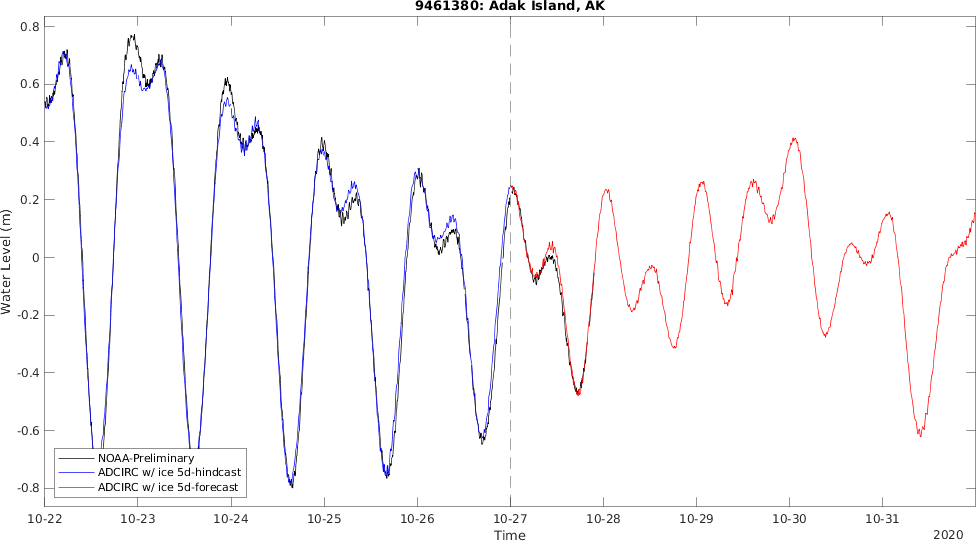 9461380: Adak Island, AK
0.8
0.6
0.4
0.2
0
-0.2
-0.4
-0.6
-0.8
Water Level (m)
NOAA-Preliminary
ADCIRC w/ ice 5d-hindcast
ADCIRC w/ ice 5d-forecast
10-22 10-23 10-24 10-25 10-26 10-27 10-28 10-29 10-30 10-31
Time
2020